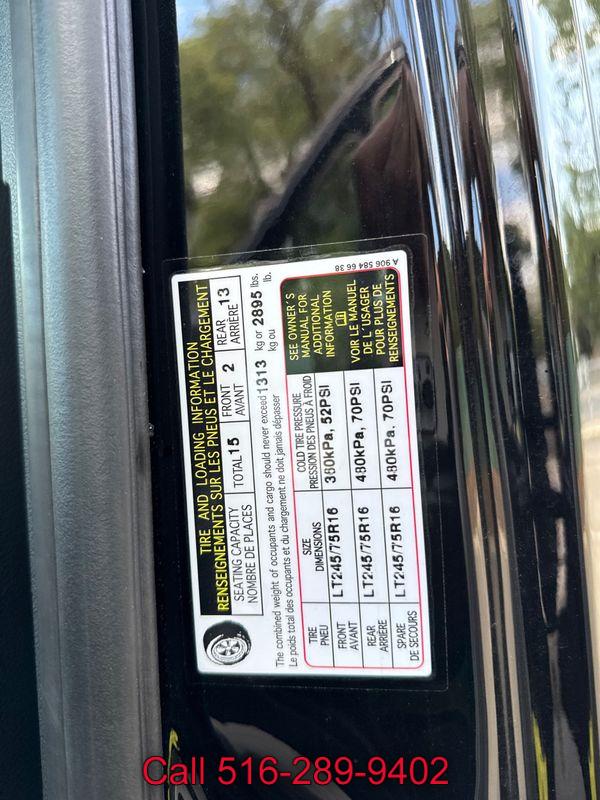 TIRE AND LOADING INFORMATION
RENSEIGNEMENTS SUR LES PNEUS ET LE CHARGEMENT
SEATING CAPACITY TOTAL 15 FRONT 2 REAR 13
NOMBRE DE PLACES AVANT ARRIÈRE
The combined weight of occupants and cargo should never exceed 1313 kg or 2895 lbs.
Le poids total des occupants et du chargement ne doit jamais dépasser kg ou lb.
TIRE SIZE COLD TIRE PRESSURE
PNEU DIMENSIONS PRESSION DES PNEUS À FROID
FRONT LT245/75R16 360kPa, 52PSI
AVANT
REAR LT245/75R16 480kPa, 70PSI
ARRIÈRE
SPARE LT245/75R16 480kPa. 70PSI
DE SECOURS
SEE OWNER'S
MANUAL FOR
ADDITIONAL
INFORMATION
VOIR LE MANUEL
DE L'USAGER
POUR PLUS DE
RENSEIGNEMENTS
A 906 584 66 38
Call 516-289-9402